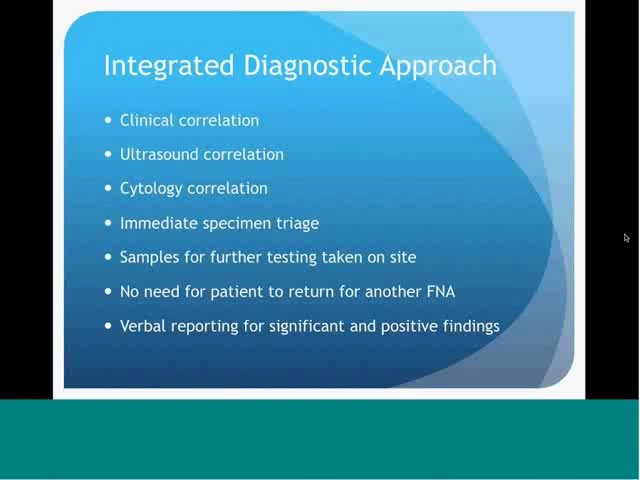 Integrated Diagnostic Approach
• Clinical correlation
• Ultrasound correlation
• Cytology correlation
• Immediate specimen triage
• Samples for further testing taken on site
• No need for patient to return for another FNA
• Verbal reporting for significant and positive findings